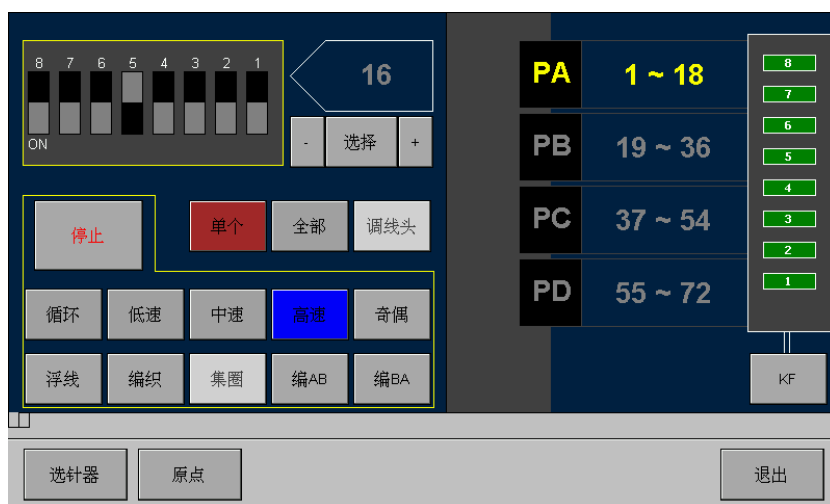 8 7 6 5 4 3 2 1
ON
16
- 选择 +
停止 单个 全部 调线头
循环 低速 中速 高速 奇偶
浮线 编织 集圈 编AB 编BA
PA 1 ~ 18
PB 19 ~ 36
PC 37 ~ 54
PD 55 ~ 72
8
7
6
5
4
3
2
1
KF
选针器 原点 退出